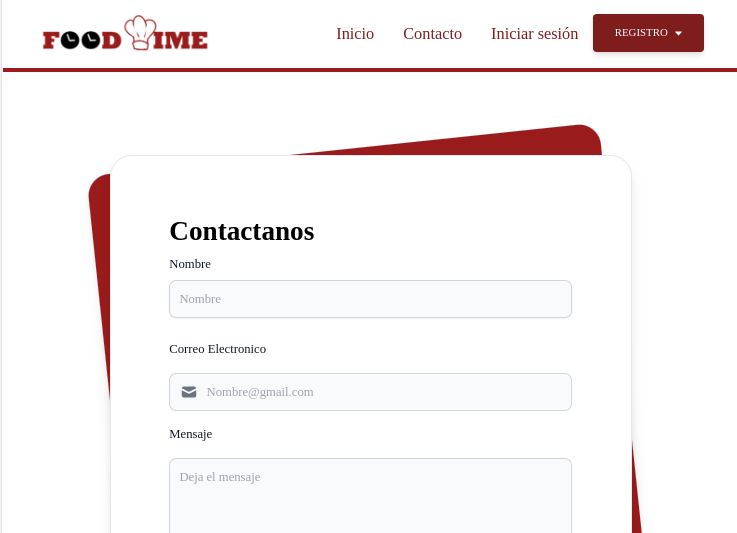 FOOD TIME
Inicio Contacto Iniciar sesión REGISTRO
Contactanos
Nombre
Nombre
Correo Electronico
Nombre@gmail.com
Mensaje
Deja el mensaje